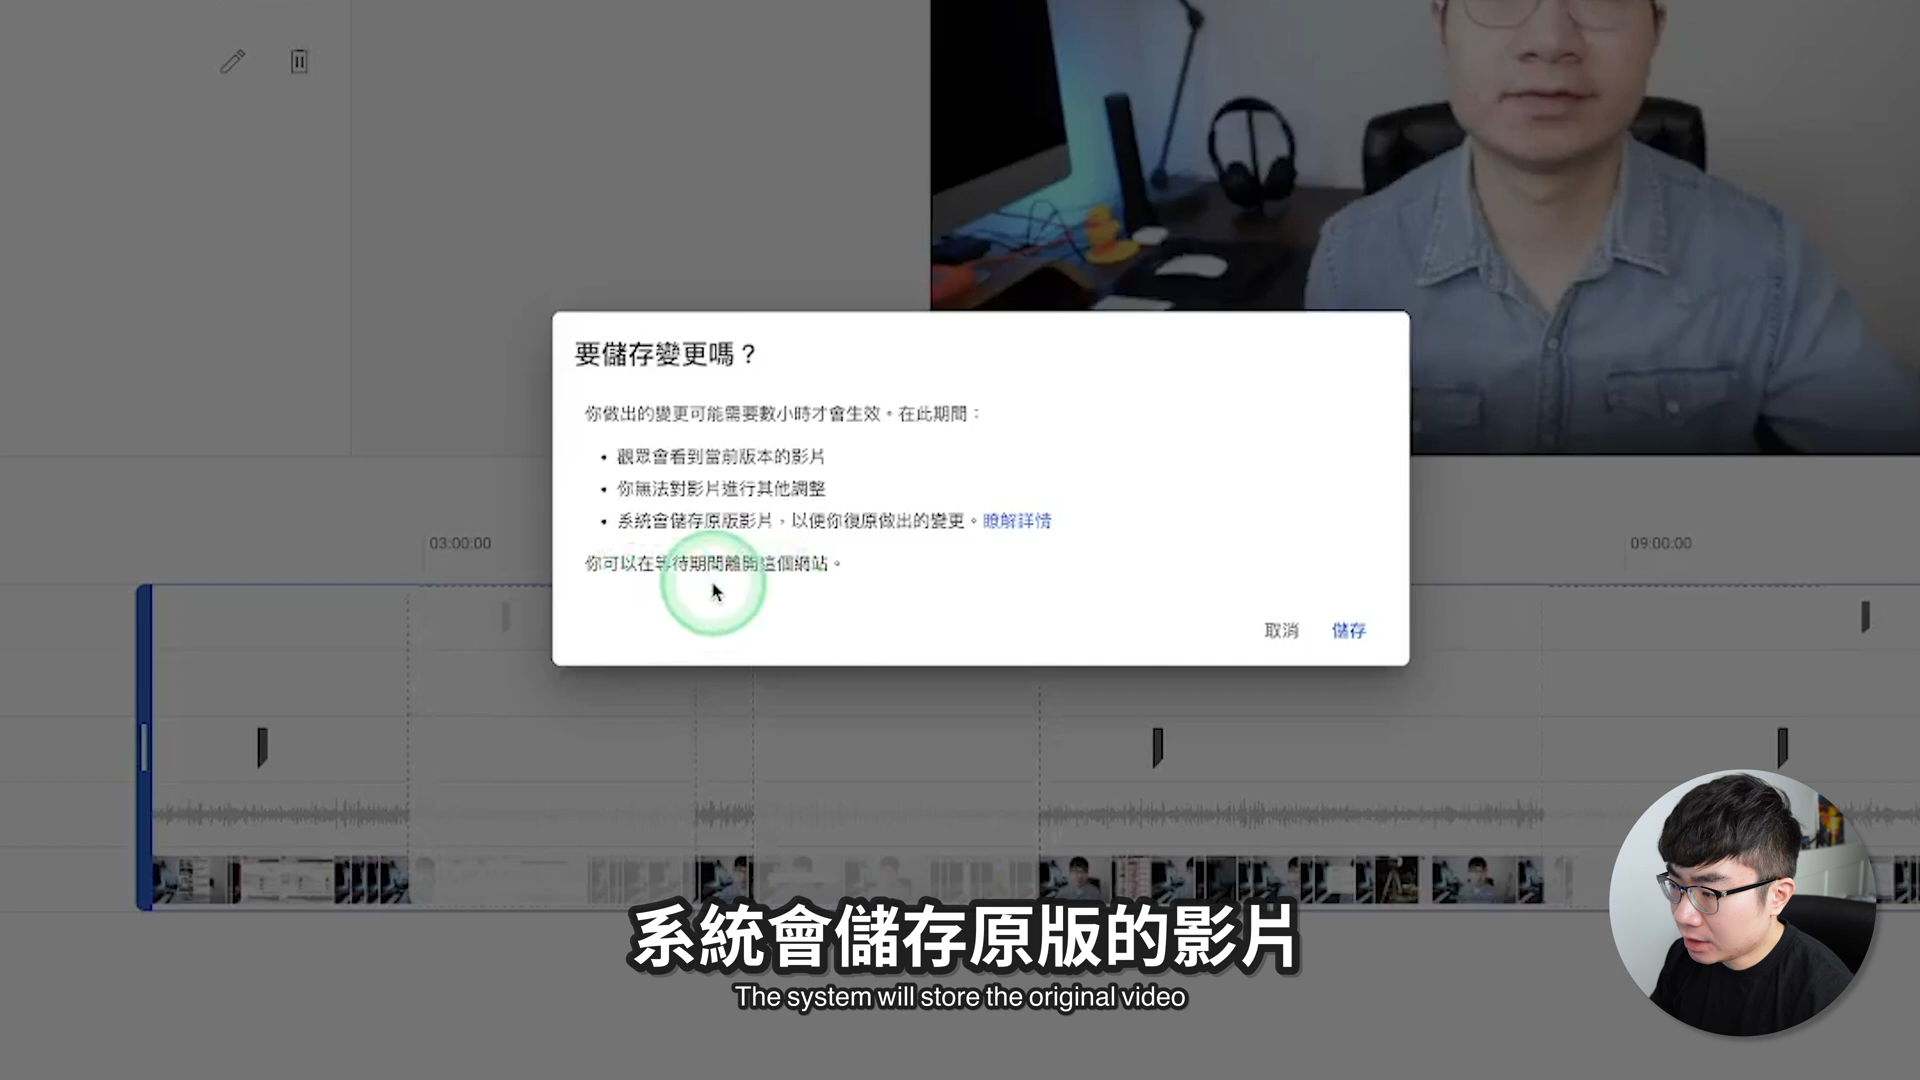 要儲存變更嗎？
你做出的變更可能需要數小時才會生效。在此期間：
• 觀眾會看到當前版本的影片
• 你無法對影片進行其他調整
• 系統會儲存原版影片，以便你復原做出的變更。瞭解詳情
你可以在等待期間離開這個網站。
取消 儲存
03:00:00 09:00:00
系統會儲存原版的影片
The system will store the original video